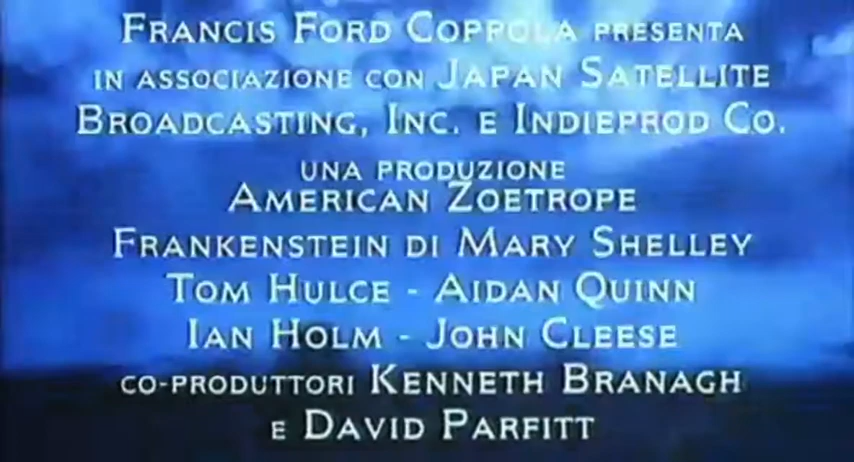 Francis Ford Coppola presenta
in associazione con Japan Satellite
Broadcasting, Inc. e Indieprod Co.
una produzione
American Zoetrope
Frankenstein di Mary Shelley
Tom Hulce - Aidan Quinn
Ian Holm - John Cleese
co-produttori Kenneth Branagh
e David Parfitt